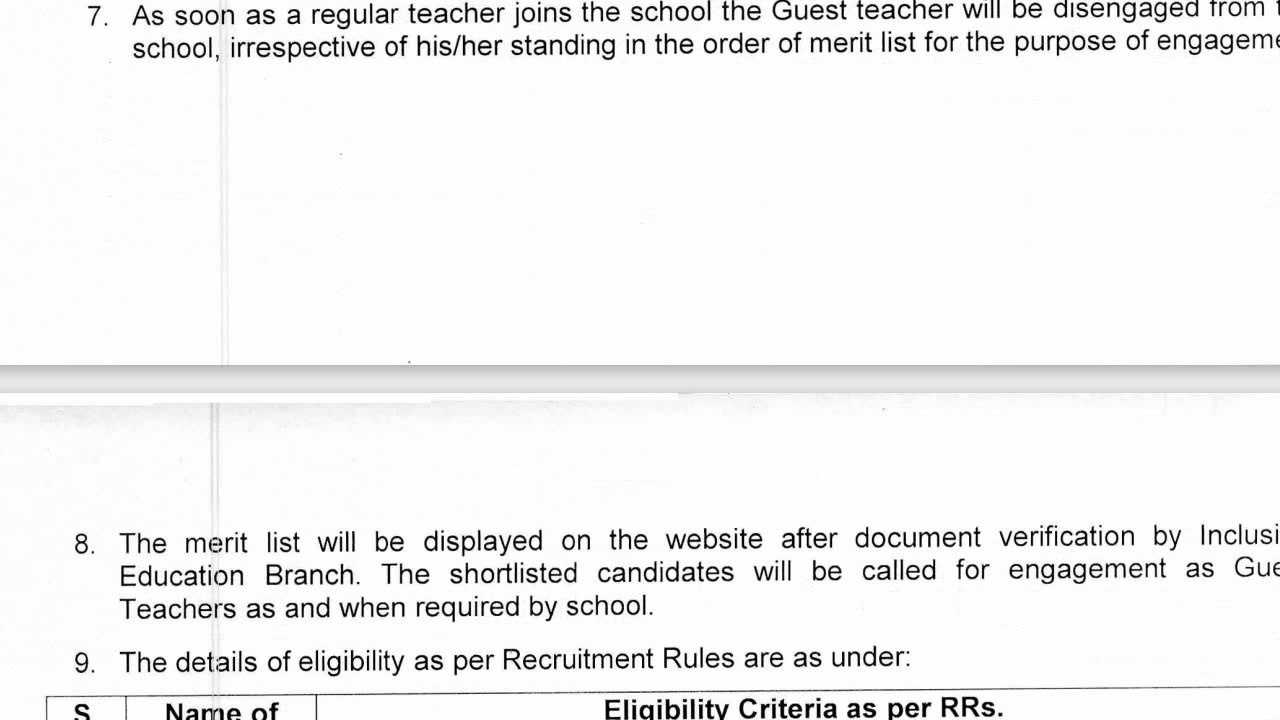 7. As soon as a regular teacher joins the school the Guest teacher will be disengaged from
school, irrespective of his/her standing in the order of merit list for the purpose of
8. The merit list will be displayed on the website after document verification by
Education Branch. The shortlisted candidates will be called for engagement as
Teachers as and when required by school.
9. The details of eligibility as per Recruitment Rules are as under:
S Name of Eligibility Criteria as per RRs.